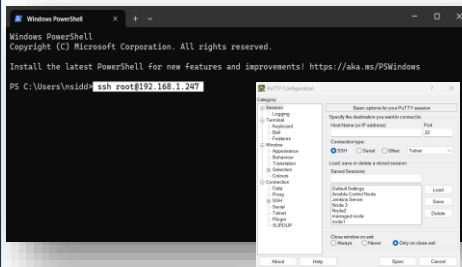 Windows PowerShell
Windows PowerShell
Copyright (C) Microsoft Corporation. All rights reserved.
Install the latest PowerShell for new features and improvements! https://aka.ms/PSWindows
PS C:\Users\nsidd> ssh root@192.168.1.247
PuTTY Configuration
Category:
Session
Logging
Terminal
Keyboard
Bell
Features
Window
Appearance
Behaviour
Translation
Selection
Colours
Connection
Data
Proxy
SSH
Serial
Telnet
Rlogin
SUPDUP
Basic options for your PuTTY session
Specify the destination you want to connect to
Host Name (or IP address) Port
22
Connection type:
SSH Serial Other: Telnet
Load, save or delete a stored session
Saved Sessions
Default Settings
Ansible Control Node
Jenkins Server
Node 3
Node2
managed node
node1
Load
Save
Delete
Close window on exit:
Always Never Only on clean exit
About Help Open Cancel